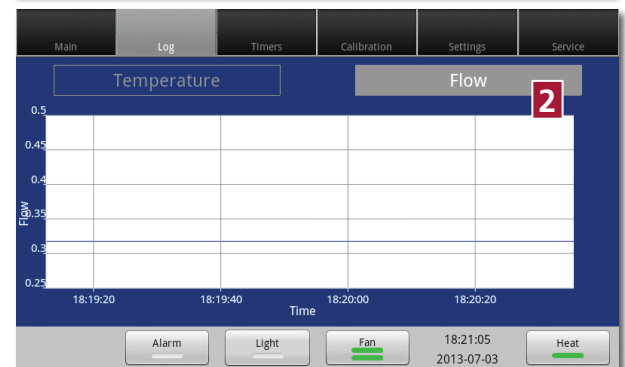 Main Log Timers Calibration Settings Service
Temperature Flow
2
0.5
0.45
0.4
0.35
0.3
0.25
Flow
18:19:20 18:19:40 18:20:00 18:20:20
Time
Alarm Light Fan 18:21:05 Heat
2013-07-03